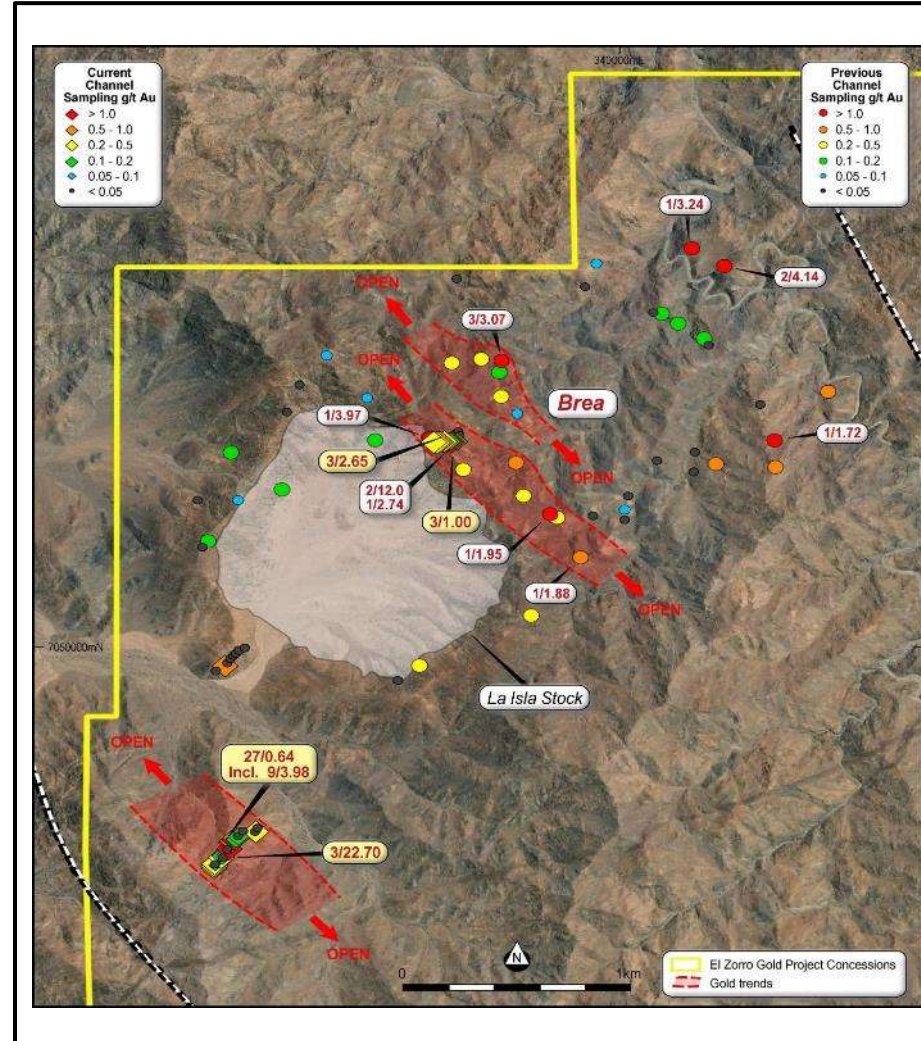 340000mE
Current
Channel
Sampling g/t Au
> 1.0
0.5 - 1.0
0.2 - 0.5
0.1 - 0.2
0.05 - 0.1
< 0.05
Previous
Channel
Sampling g/t Au
> 1.0
0.5 - 1.0
0.2 - 0.5
0.1 - 0.2
0.05 - 0.1
< 0.05
1/3.24
2/4.14
OPEN
3/3.07
OPEN
Brea
1/3.97
1/1.72
3/2.65
OPEN
2/12.0
1/2.74
3/1.00
1/1.95
1/1.88
OPEN
7050000mN
La Isla Stock
OPEN
27/0.64
Incl. 9/3.98
3/22.70
OPEN
N
0
1km
El Zorro Gold Project Concessions
Gold trends